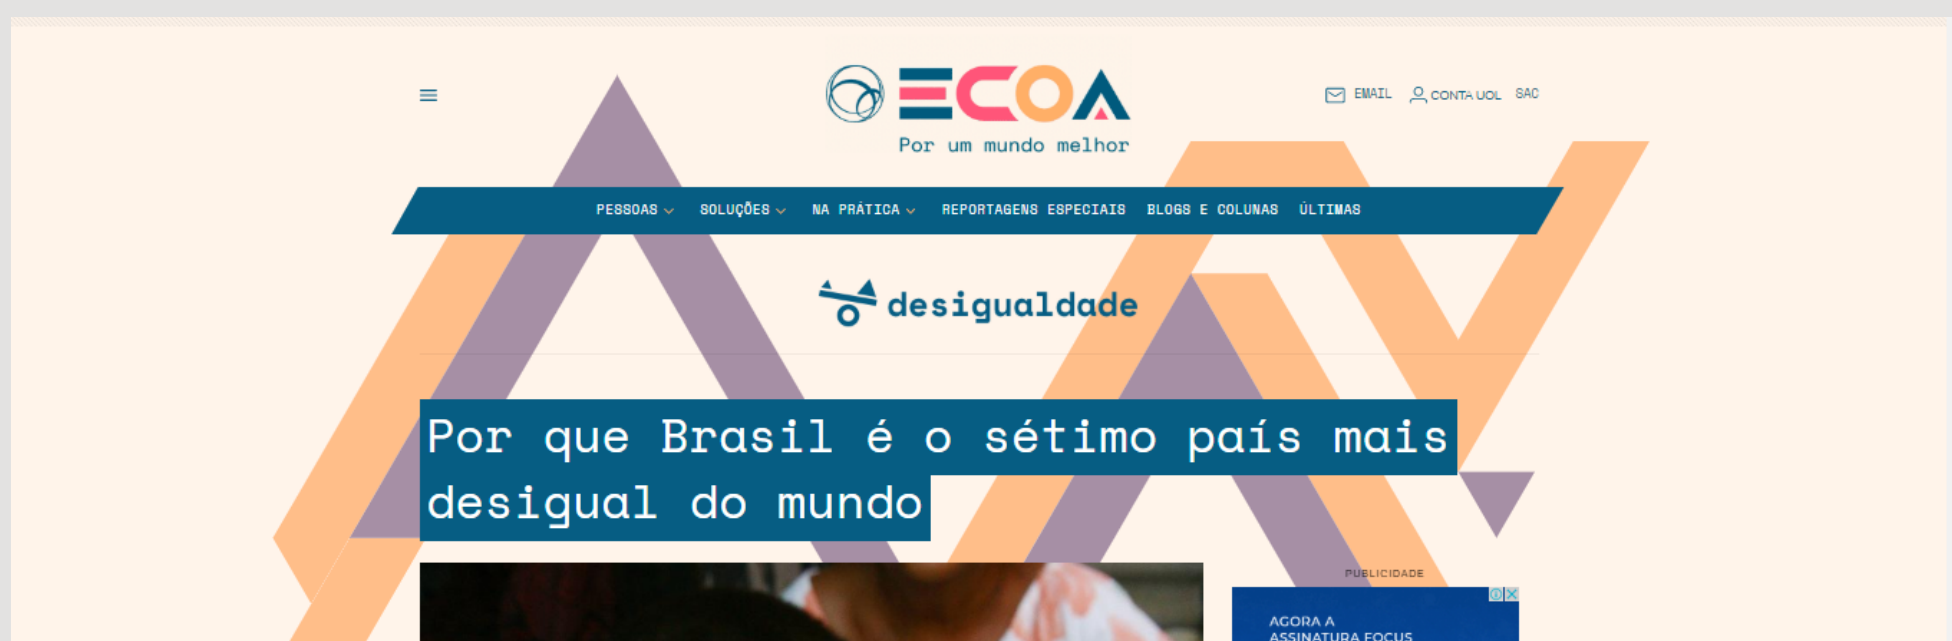 ECOA
Por um mundo melhor
EMAIL CONTA UOL SAC
PESSOAS SOLUÇÕES NA PRÁTICA REPORTAGENS ESPECIAIS BLOGS E COLUNAS ÚLTIMAS
desigualdade
Por que Brasil é o sétimo país mais
desigual do mundo
PUBLICIDADE
AGORA A
ASSINATURA FOCUS